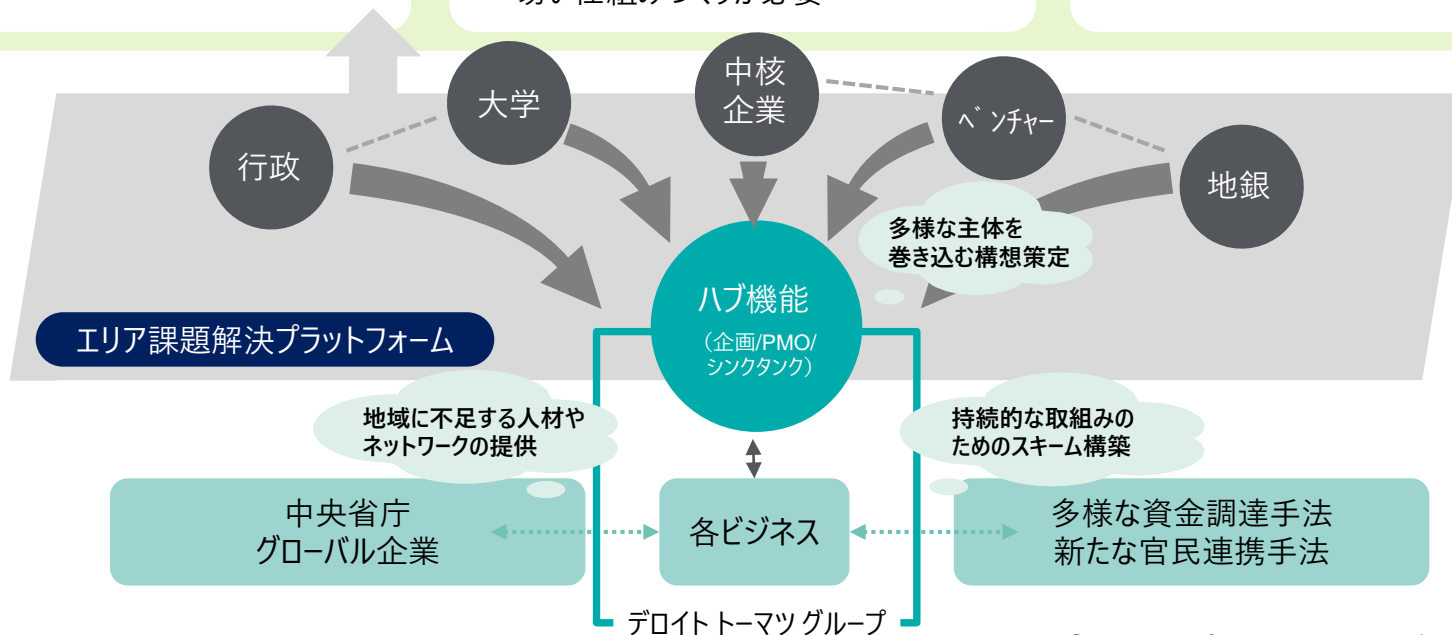 中核
企業
大学
ベンチャー
行政
地銀
多様な主体を
巻き込む構想策定
ハブ機能
（企画/PMO/
シンクタンク）
エリア課題解決プラットフォーム
地域に不足する人材や
ネットワークの提供
持続的な取組みの
ためのスキーム構築
中央省庁
グローバル企業
各ビジネス
多様な資金調達手法
新たな官民連携手法
デロイト トーマツ グループ